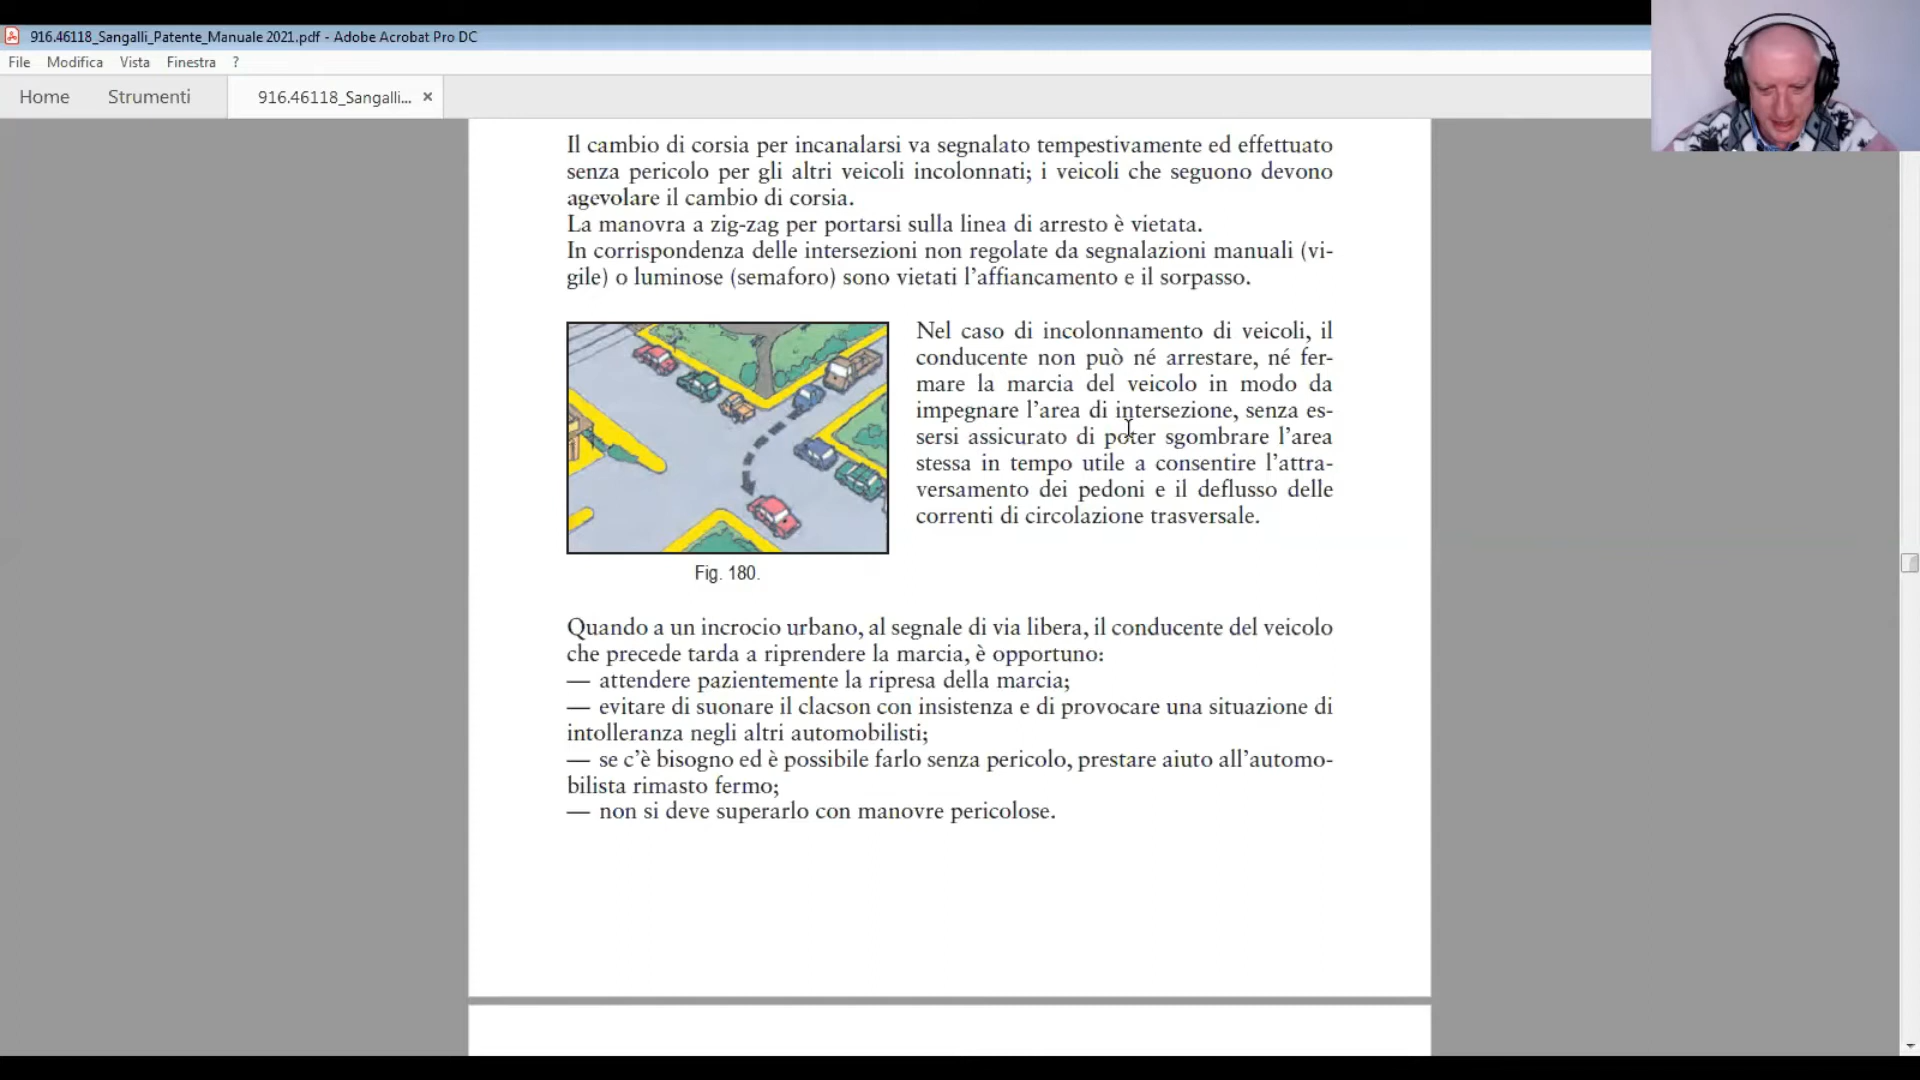 916.46118_Sangalli_Patente_Manuale 2021.pdf - Adobe Acrobat Pro DC
File Modifica Vista Finestra ?
Home Strumenti 916.46118_Sangalli... ×
Il cambio di corsia per incanalarsi va segnalato tempestivamente ed effettuato
senza pericolo per gli altri veicoli incolonnati; i veicoli che seguono devono
agevolare il cambio di corsia.
La manovra a zig-zag per portarsi sulla linea di arresto è vietata.
In corrispondenza delle intersezioni non regolate da segnalazioni manuali (vi-
gile) o luminose (semaforo) sono vietati l'affiancamento e il sorpasso.
Nel caso di incolonnamento di veicoli, il
conducente non può né arrestare, né fer-
mare la marcia del veicolo in modo da
impegnare l'area di intersezione, senza es-
sersi assicurato di poter sgombrare l'area
stessa in tempo utile a consentire l'attra-
versamento dei pedoni e il deflusso delle
correnti di circolazione trasversale.
Fig. 180.
Quando a un incrocio urbano, al segnale di via libera, il conducente del veicolo
che precede tarda a riprendere la marcia, è opportuno:
— attendere pazientemente la ripresa della marcia;
— evitare di suonare il clacson con insistenza e di provocare una situazione di
intolleranza negli altri automobilisti;
— se c'è bisogno ed è possibile farlo senza pericolo, prestare aiuto all'automo-
bilista rimasto fermo;
— non si deve superarlo con manovre pericolose.